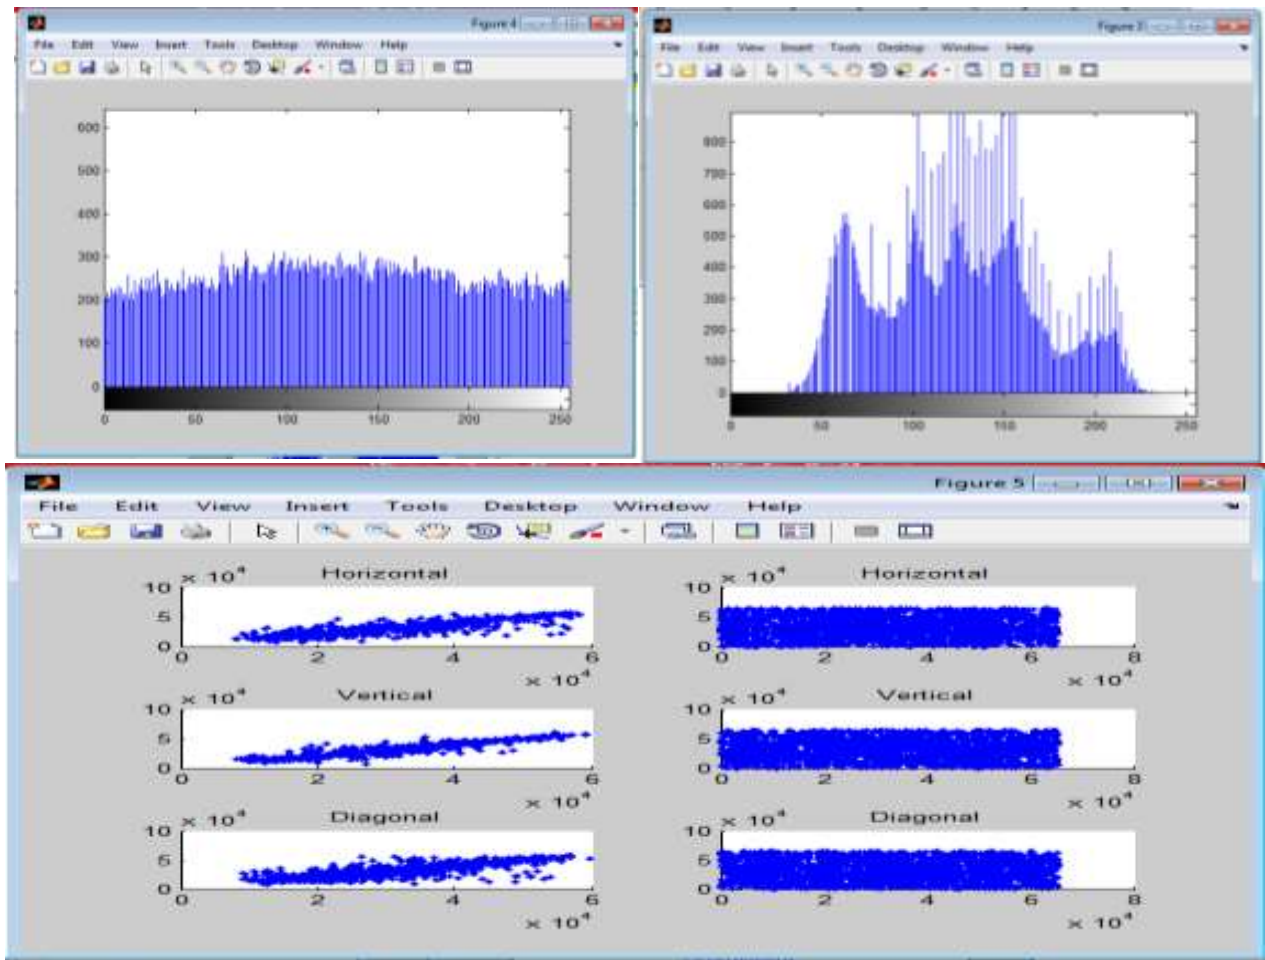 Figure 4
File Edit View Insert Tools Desktop Window Help
600
500
400
300
200
100
0
0 50 100 150 200 250
Figure 3
File Edit View Insert Tools Desktop Window Help
800
700
600
500
400
300
200
100
0
0 50 100 150 200 250
Figure 5
File Edit View Insert Tools Desktop Window Help
Horizontal
× 10⁴
10
5
0
0 2 4 6
× 10⁴
Horizontal
× 10⁴
10
5
0
0 2 4 6 8
× 10⁴
Vertical
× 10⁴
10
5
0
0 2 4 6
× 10⁴
Vertical
× 10⁴
10
5
0
0 2 4 6 8
× 10⁴
Diagonal
× 10⁴
10
5
0
0 2 4 6
× 10⁴
Diagonal
× 10⁴
10
5
0
0 2 4 6 8
× 10⁴